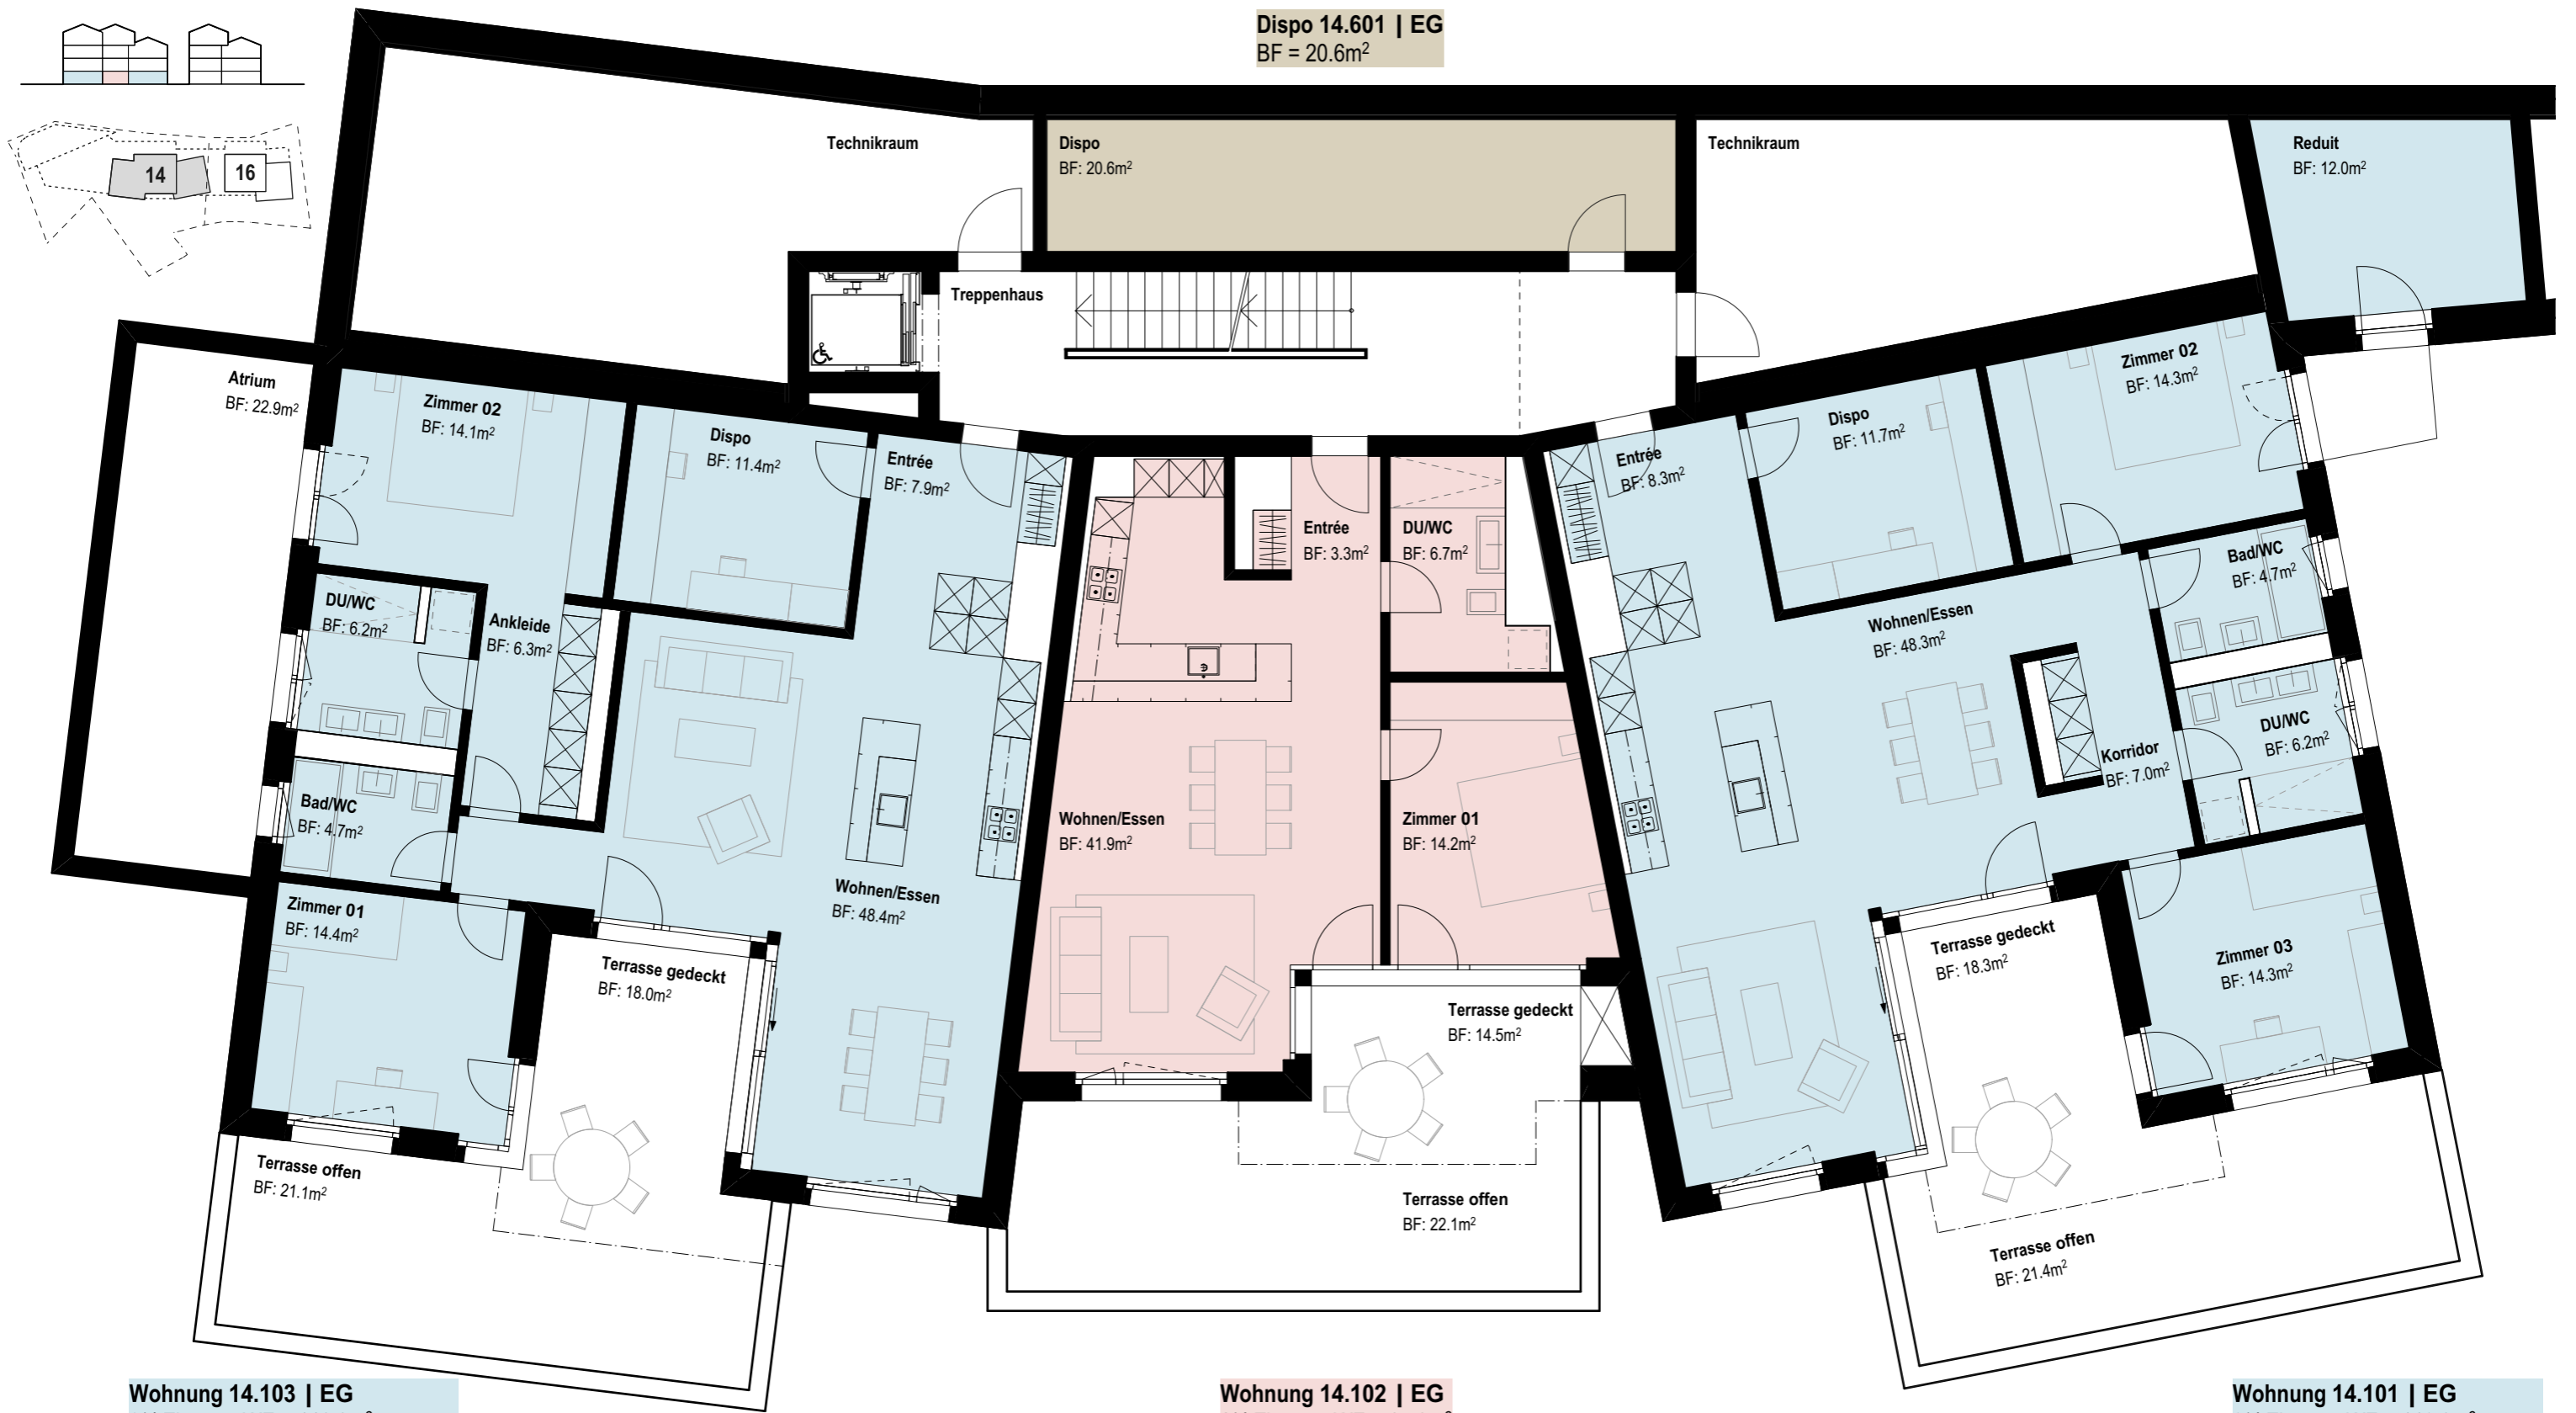 Dispo 14.601 | EG
BF = 20.6m²
14
16
Technikraum
Dispo
BF: 20.6m²
Technikraum
Reduit
BF: 12.0m²
Treppenhaus
Atrium
BF: 22.9m²
Zimmer 02
BF: 14.1m²
Dispo
BF: 11.4m²
Entrée
BF: 7.9m²
DU/WC
BF: 6.2m²
Ankleide
BF: 6.3m²
Bad/WC
BF: 4.7m²
Zimmer 01
BF: 14.4m²
Wohnen/Essen
BF: 48.4m²
Terrasse gedeckt
BF: 18.0m²
Terrasse offen
BF: 21.1m²
Entrée
BF: 3.3m²
DU/WC
BF: 6.7m²
Wohnen/Essen
BF: 41.9m²
Zimmer 01
BF: 14.2m²
Terrasse gedeckt
BF: 14.5m²
Terrasse offen
BF: 22.1m²
Entrée
BF: 8.3m²
Dispo
BF: 11.7m²
Zimmer 02
BF: 14.3m²
Bad/WC
BF: 4.7m²
Wohnen/Essen
BF: 48.3m²
DU/WC
BF: 6.2m²
Korridor
BF: 7.0m²
Terrasse gedeckt
BF: 18.3m²
Zimmer 03
BF: 14.3m²
Terrasse offen
BF: 21.4m²
Wohnung 14.103 | EG
Wohnung 14.102 | EG
Wohnung 14.101 | EG